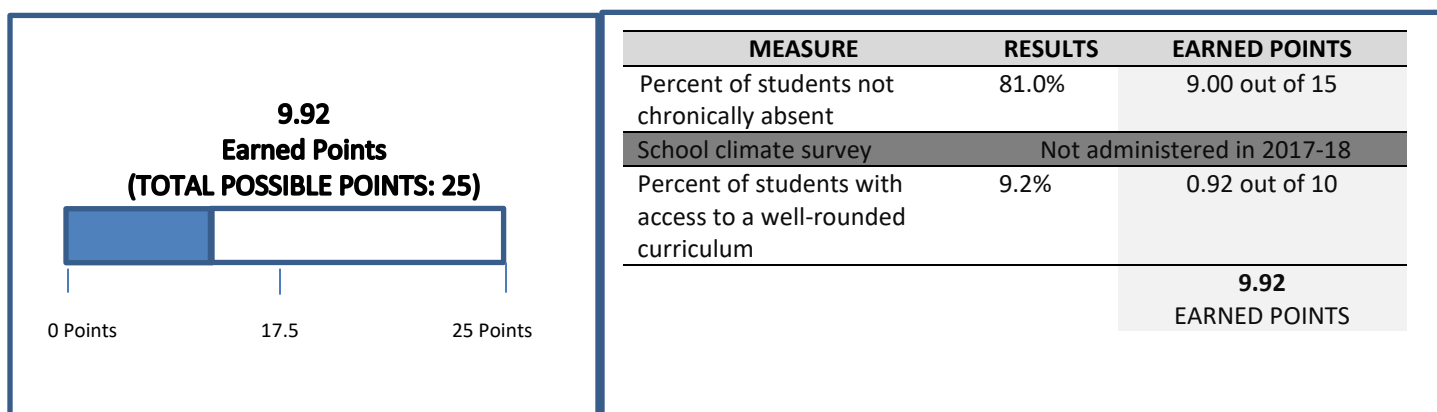 9.92
Earned Points
(TOTAL POSSIBLE POINTS: 25)
0 Points 17.5 25 Points
MEASURE RESULTS EARNED POINTS
Percent of students not 81.0% 9.00 out of 15
chronically absent
School climate survey Not administered in 2017-18
Percent of students with 9.2% 0.92 out of 10
access to a well-rounded
curriculum
9.92
EARNED POINTS